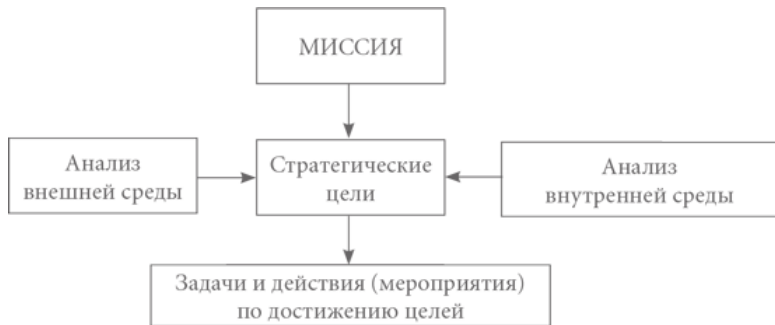 МИССИЯ
Анализ
внешней среды
Стратегические
цели
Анализ
внутренней среды
Задачи и действия (мероприятия)
по достижению целей